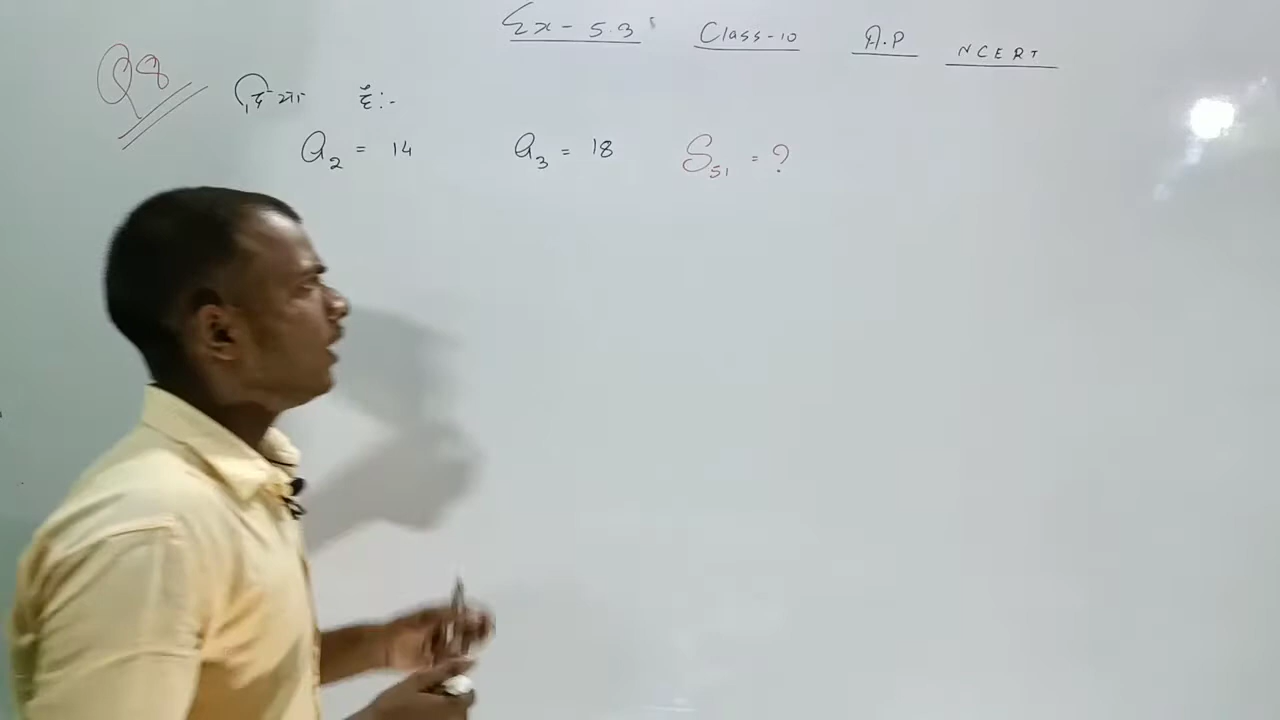 Ex - 5.3 Class-10 A.P NCERT
Q8 दिया है :-
a₂ = 14 a₃ = 18 S₅₁ = ?